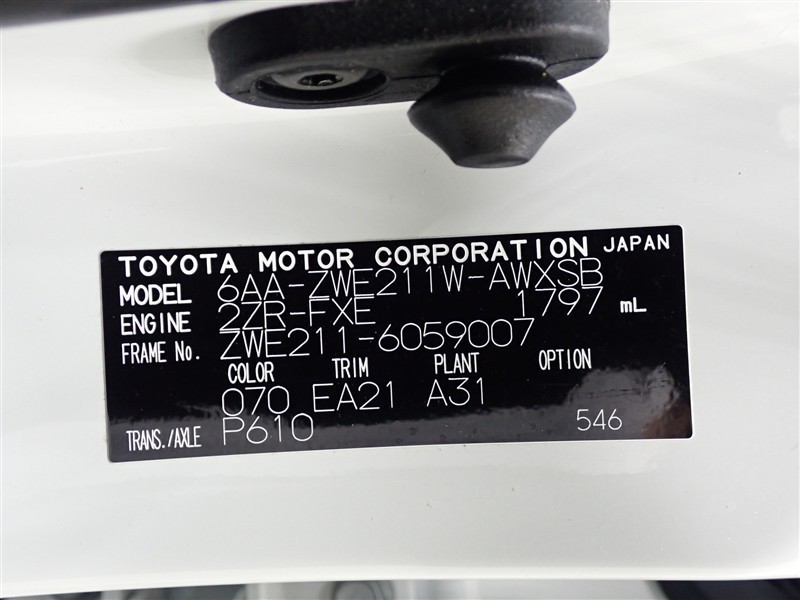 TOYOTA MOTOR CORPORATION JAPAN
MODEL 6AA-ZWE211W-AWXSB
ENGINE 2ZR-FXE 1797 mL
FRAME No. ZWE211-6059007
COLOR TRIM PLANT OPTION
070 EA21 A31
TRANS./AXLE P610 546